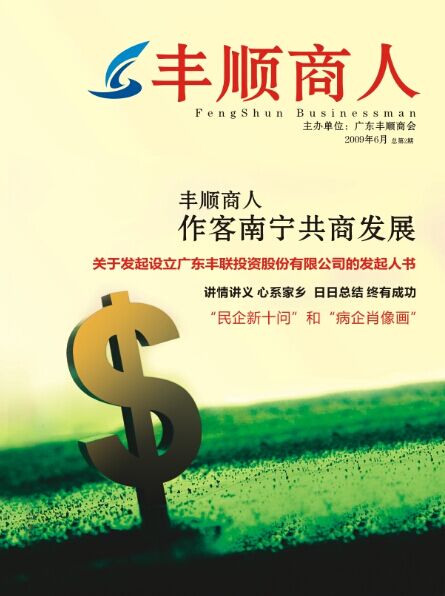 丰顺商人
FengShun Businessman
主办单位：广东丰顺商会
2009年6月 总第2期
丰顺商人
作客南宁共商发展
关于发起设立广东丰联投资股份有限公司的发起人书
讲情讲义 心系家乡 日日总结 终有成功
“民企新十问”和“病企肖像画”